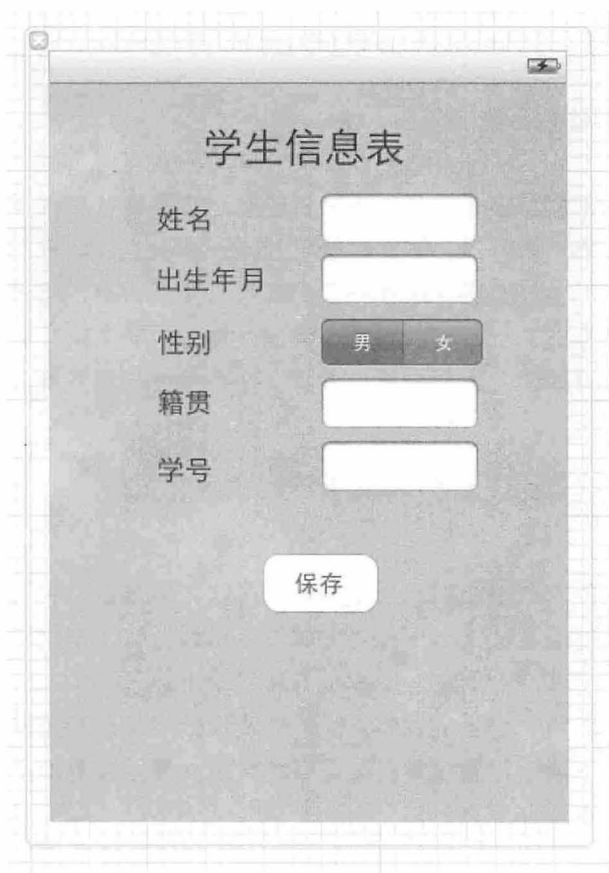 学生信息表
姓名
出生年月
性别 男 女
籍贯
学号
保存